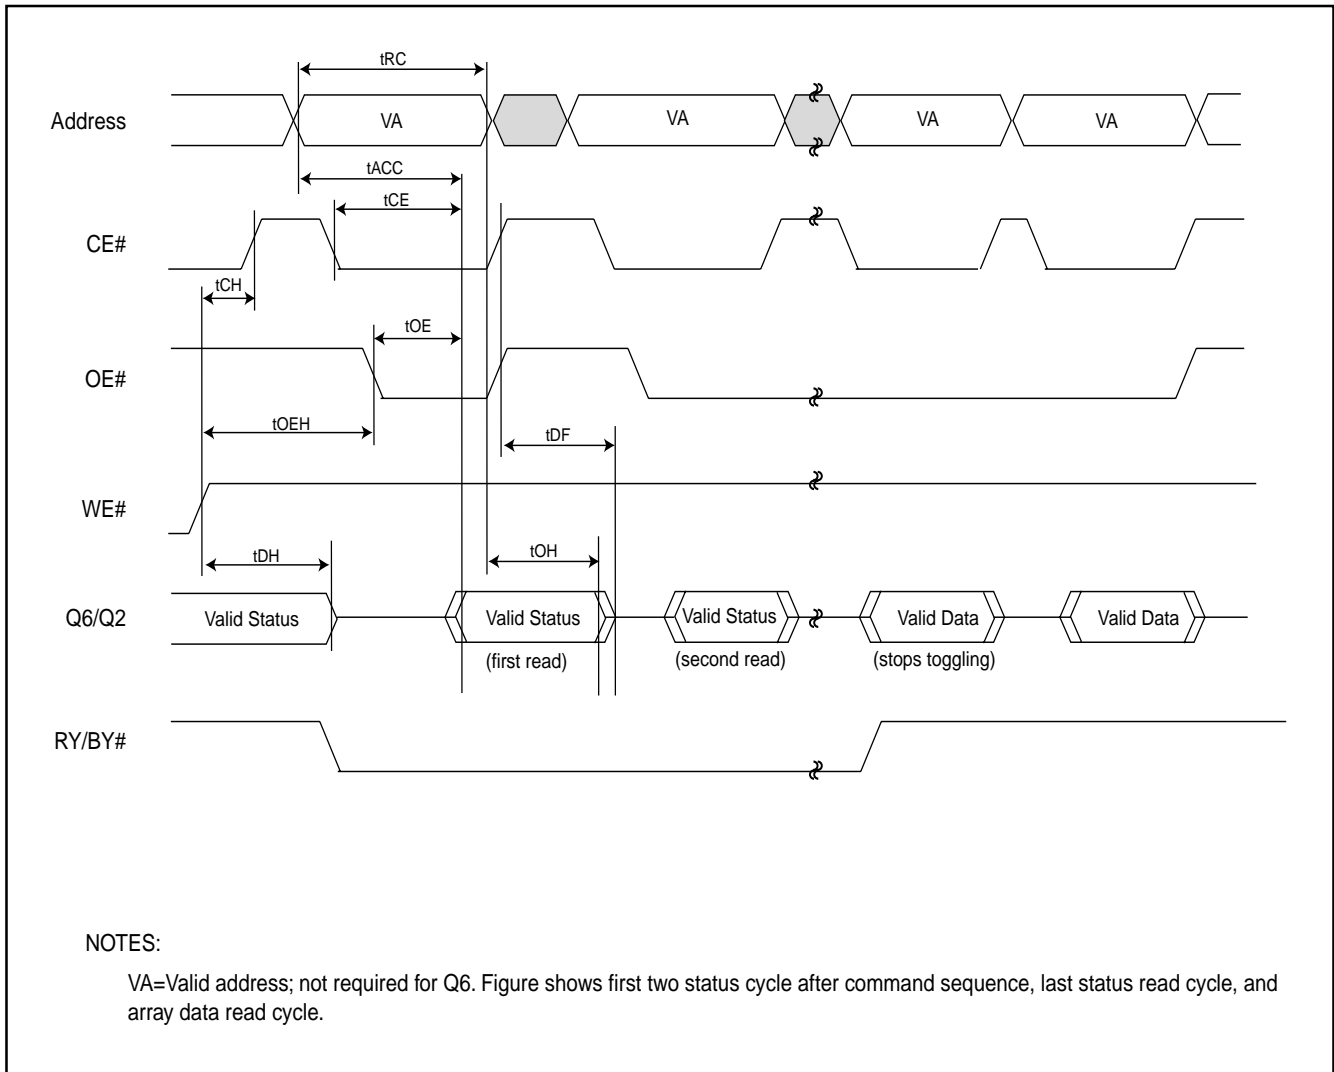 tRC
Address
VA
VA
VA
VA
tACC
tCE
CE#
tCH
tOE
OE#
tOEH
tDF
WE#
tDH
tOH
Q6/Q2
Valid Status
Valid Status
Valid Status
Valid Data
Valid Data
(first read)
(second read)
(stops toggling)
RY/BY#
NOTES:
VA=Valid address; not required for Q6. Figure shows first two status cycle after command sequence, last status read cycle, and
array data read cycle.